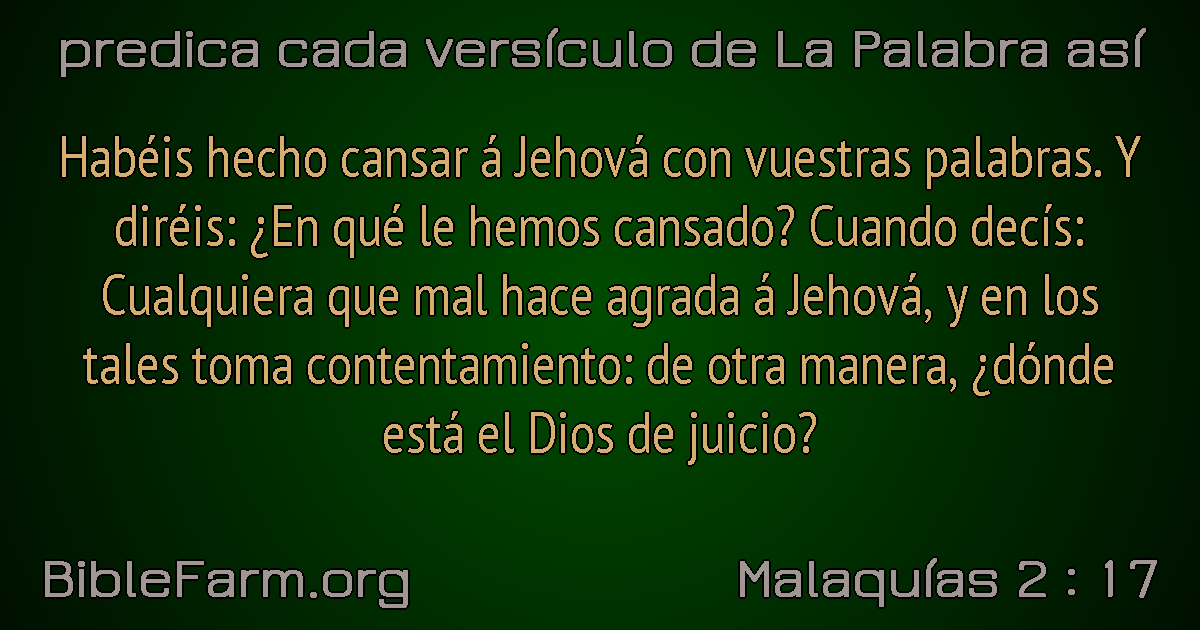 predica cada versículo de La Palabra así
Habéis hecho cansar á Jehová con vuestras palabras. Y
diréis: ¿En qué le hemos cansado? Cuando decís:
Cualquiera que mal hace agrada á Jehová, y en los
tales toma contentamiento: de otra manera, ¿dónde
está el Dios de juicio?
BibleFarm.org
Malaquías 2 : 17